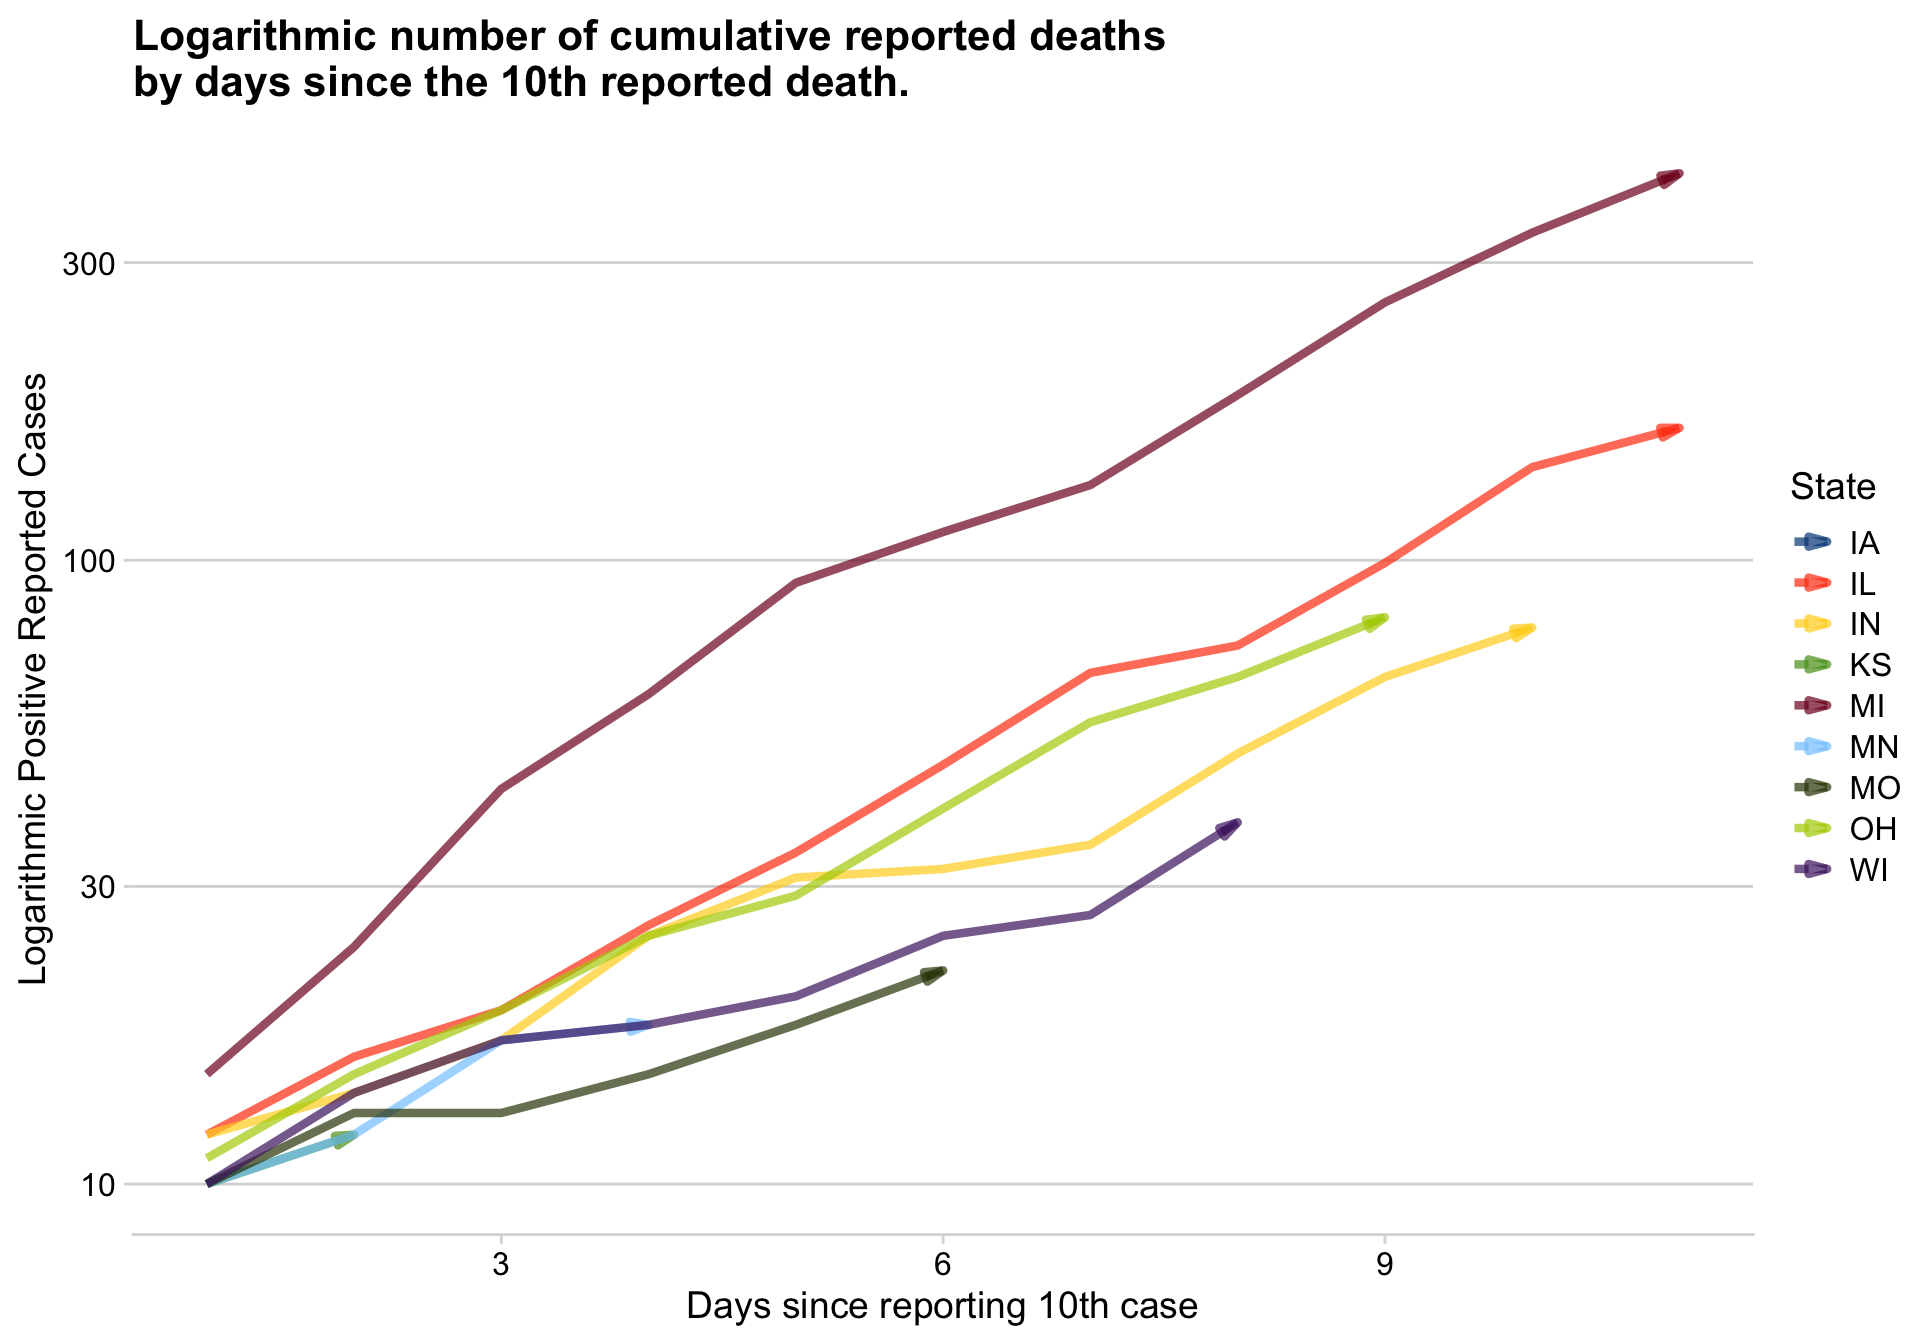 Logarithmic number of cumulative reported deaths
by days since the 10th reported death.
Logarithmic Positive Reported Cases
300
100
30
10
3
6
9
Days since reporting 10th case
State
IA
IL
IN
KS
MI
MN
MO
OH
WI